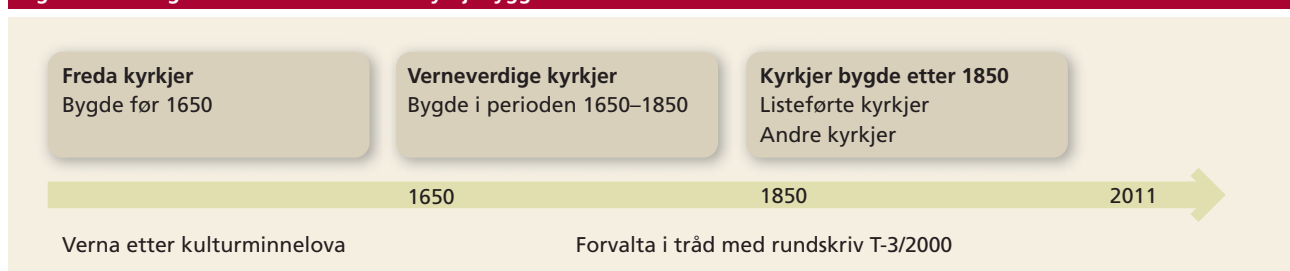 Freda kyrkjer
Bygde før 1650
Verneverdige kyrkjer
Bygde i perioden 1650–1850
Kyrkjer bygde etter 1850
Listeførte kyrkjer
Andre kyrkjer
1650 1850 2011
Verna etter kulturminnelova Forvalta i tråd med rundskriv T-3/2000